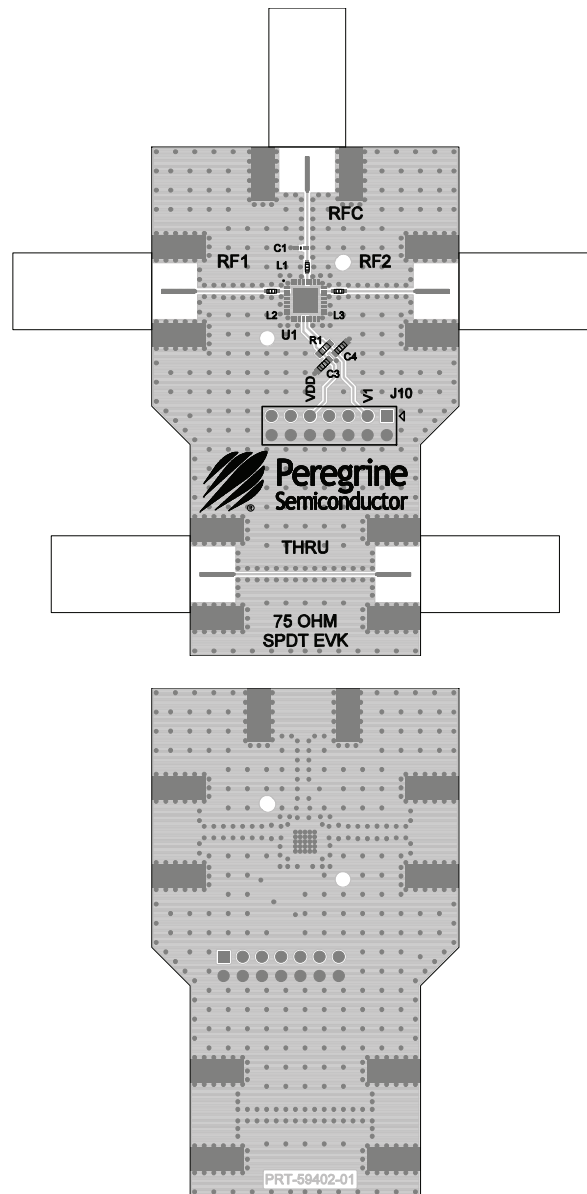 RFC
C1
RF1
RF2
L1
L2
L3
U1
R1
C4
C3
VDD
V1
J10
Peregrine
Semiconductor
®
THRU
75 OHM
SPDT EVK
PRT-59402-01